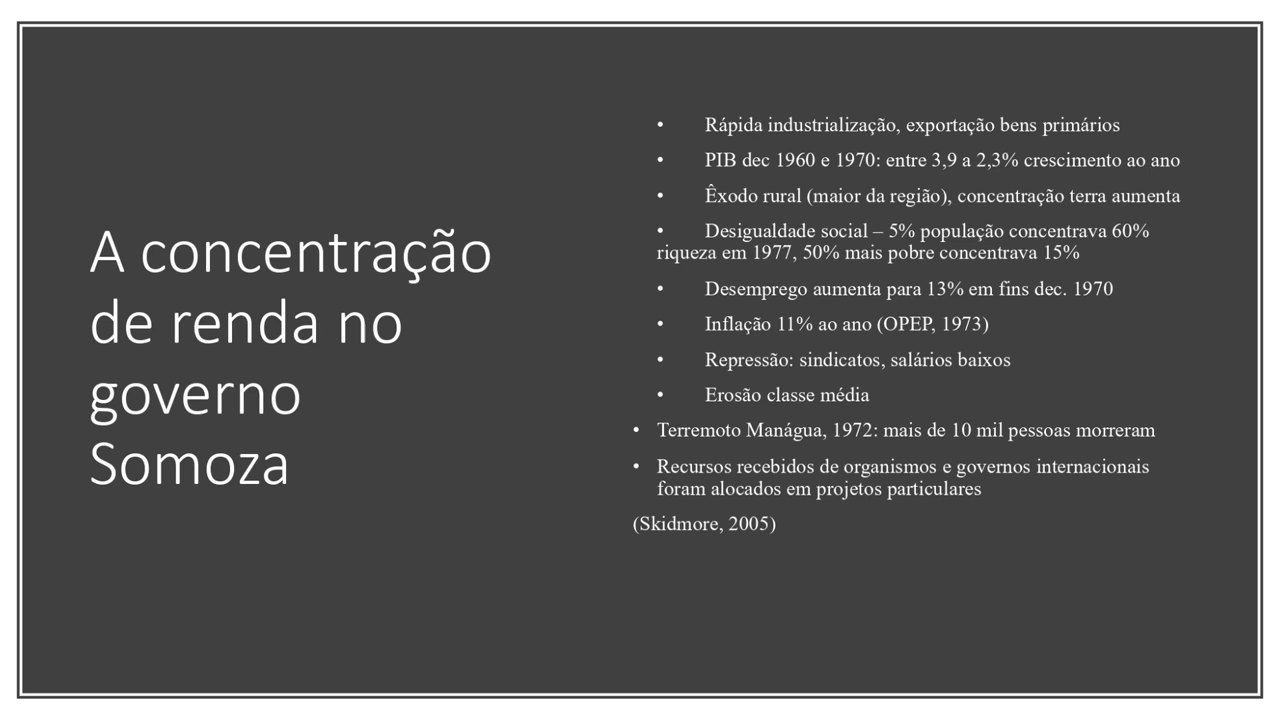 A concentração
de renda no
governo
Somoza
• Rápida industrialização, exportação bens primários
• PIB dec 1960 e 1970: entre 3,9 a 2,3% crescimento ao ano
• Êxodo rural (maior da região), concentração terra aumenta
• Desigualdade social – 5% população concentrava 60%
riqueza em 1977, 50% mais pobre concentrava 15%
• Desemprego aumenta para 13% em fins dec. 1970
• Inflação 11% ao ano (OPEP, 1973)
• Repressão: sindicatos, salários baixos
• Erosão classe média
• Terremoto Manágua, 1972: mais de 10 mil pessoas morreram
• Recursos recebidos de organismos e governos internacionais
foram alocados em projetos particulares
(Skidmore, 2005)